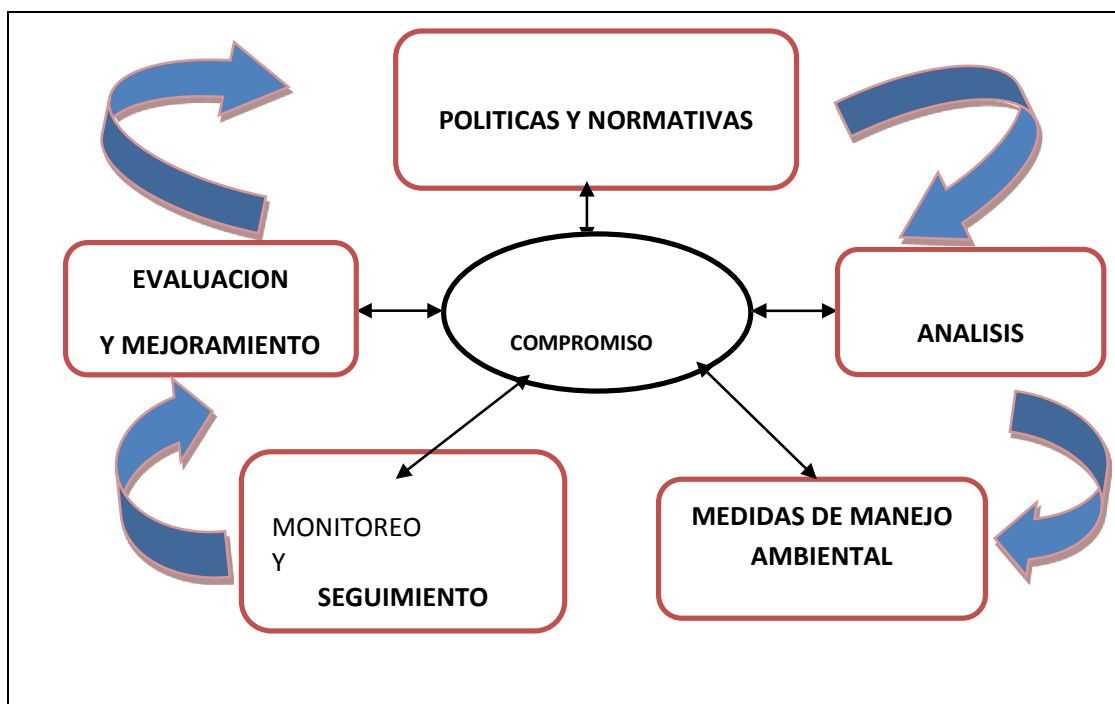 POLITICAS Y NORMATIVAS
EVALUACION
Y MEJORAMIENTO
COMPROMISO
ANALISIS
MONITOREO
Y
SEGUIMIENTO
MEDIDAS DE MANEJO
AMBIENTAL